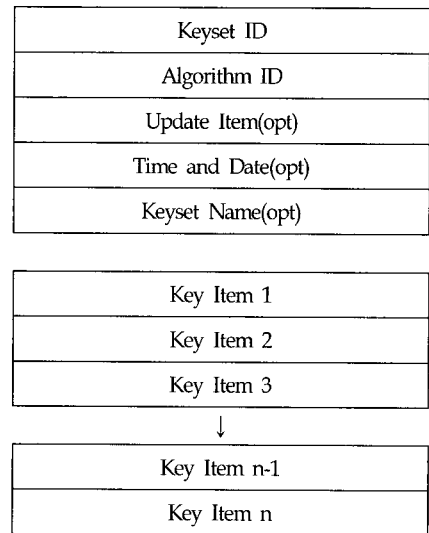 Keyset ID
Algorithm ID
Update Item(opt)
Time and Date(opt)
Keyset Name(opt)
Key Item 1
Key Item 2
Key Item 3
↓
Key Item n-1
Key Item n